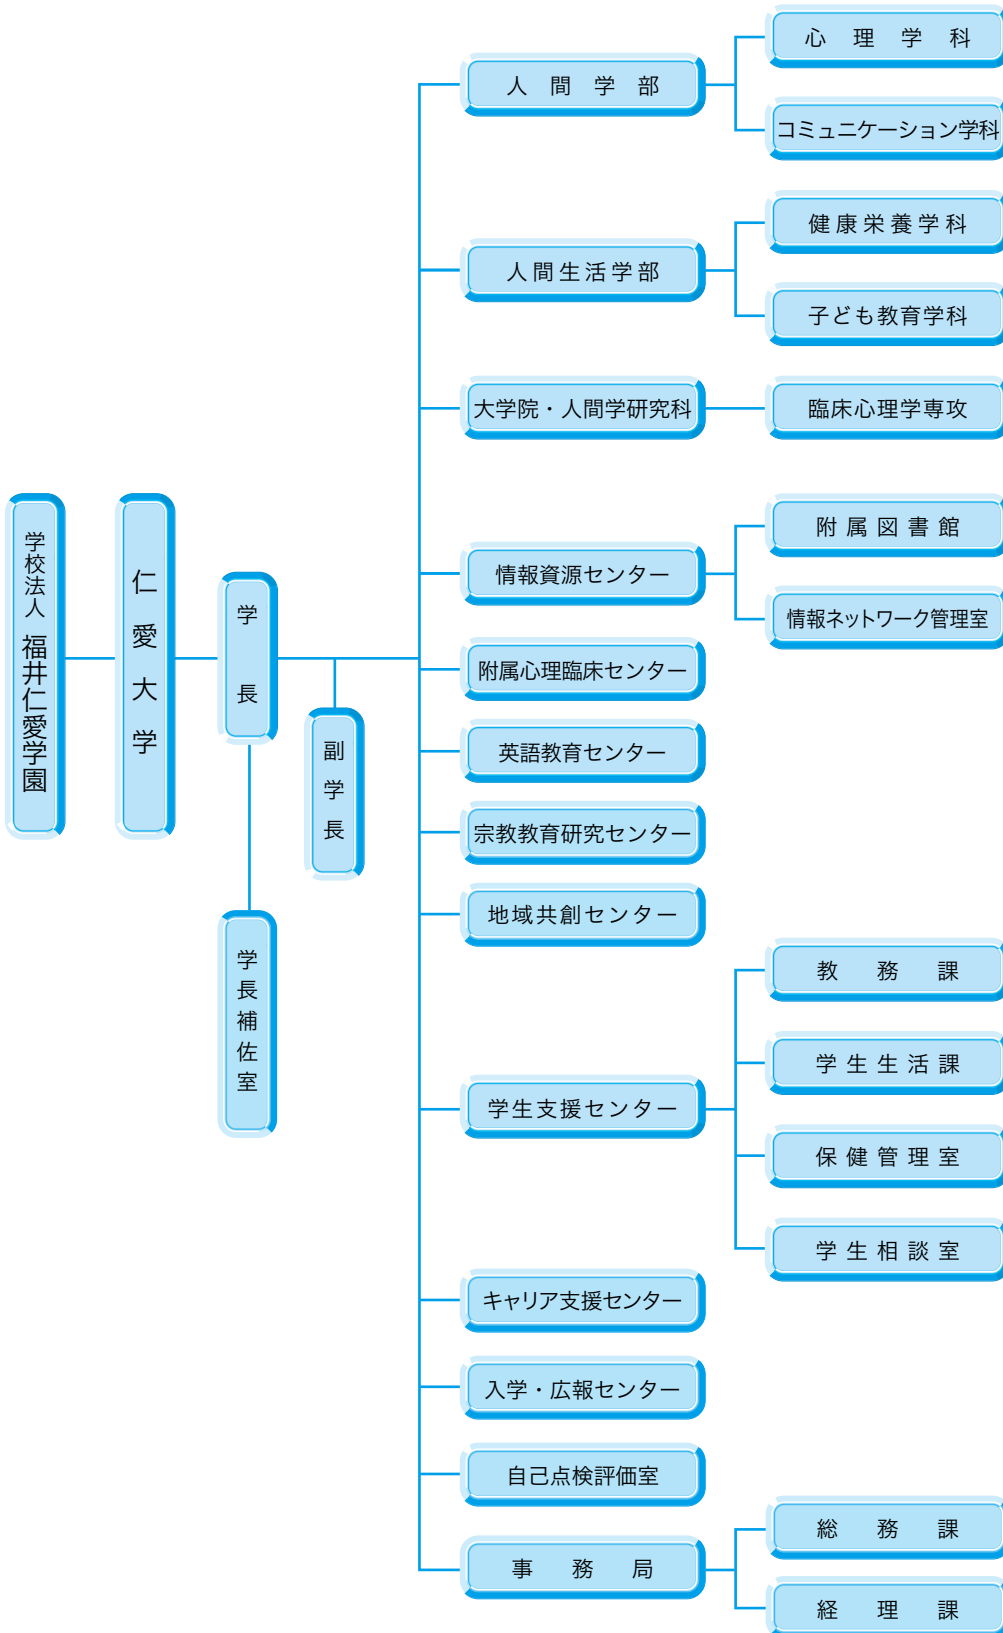 学校法人 福井仁愛学園
仁愛大学
学長
副学長
学長補佐室
人間学部
心理学科
コミュニケーション学科
人間生活学部
健康栄養学科
子ども教育学科
大学院・人間学研究科
臨床心理学専攻
情報資源センター
附属図書館
情報ネットワーク管理室
附属心理臨床センター
英語教育センター
宗教教育研究センター
地域共創センター
学生支援センター
教務課
学生生活課
保健管理室
学生相談室
キャリア支援センター
入学・広報センター
自己点検評価室
事務局
総務課
経理課